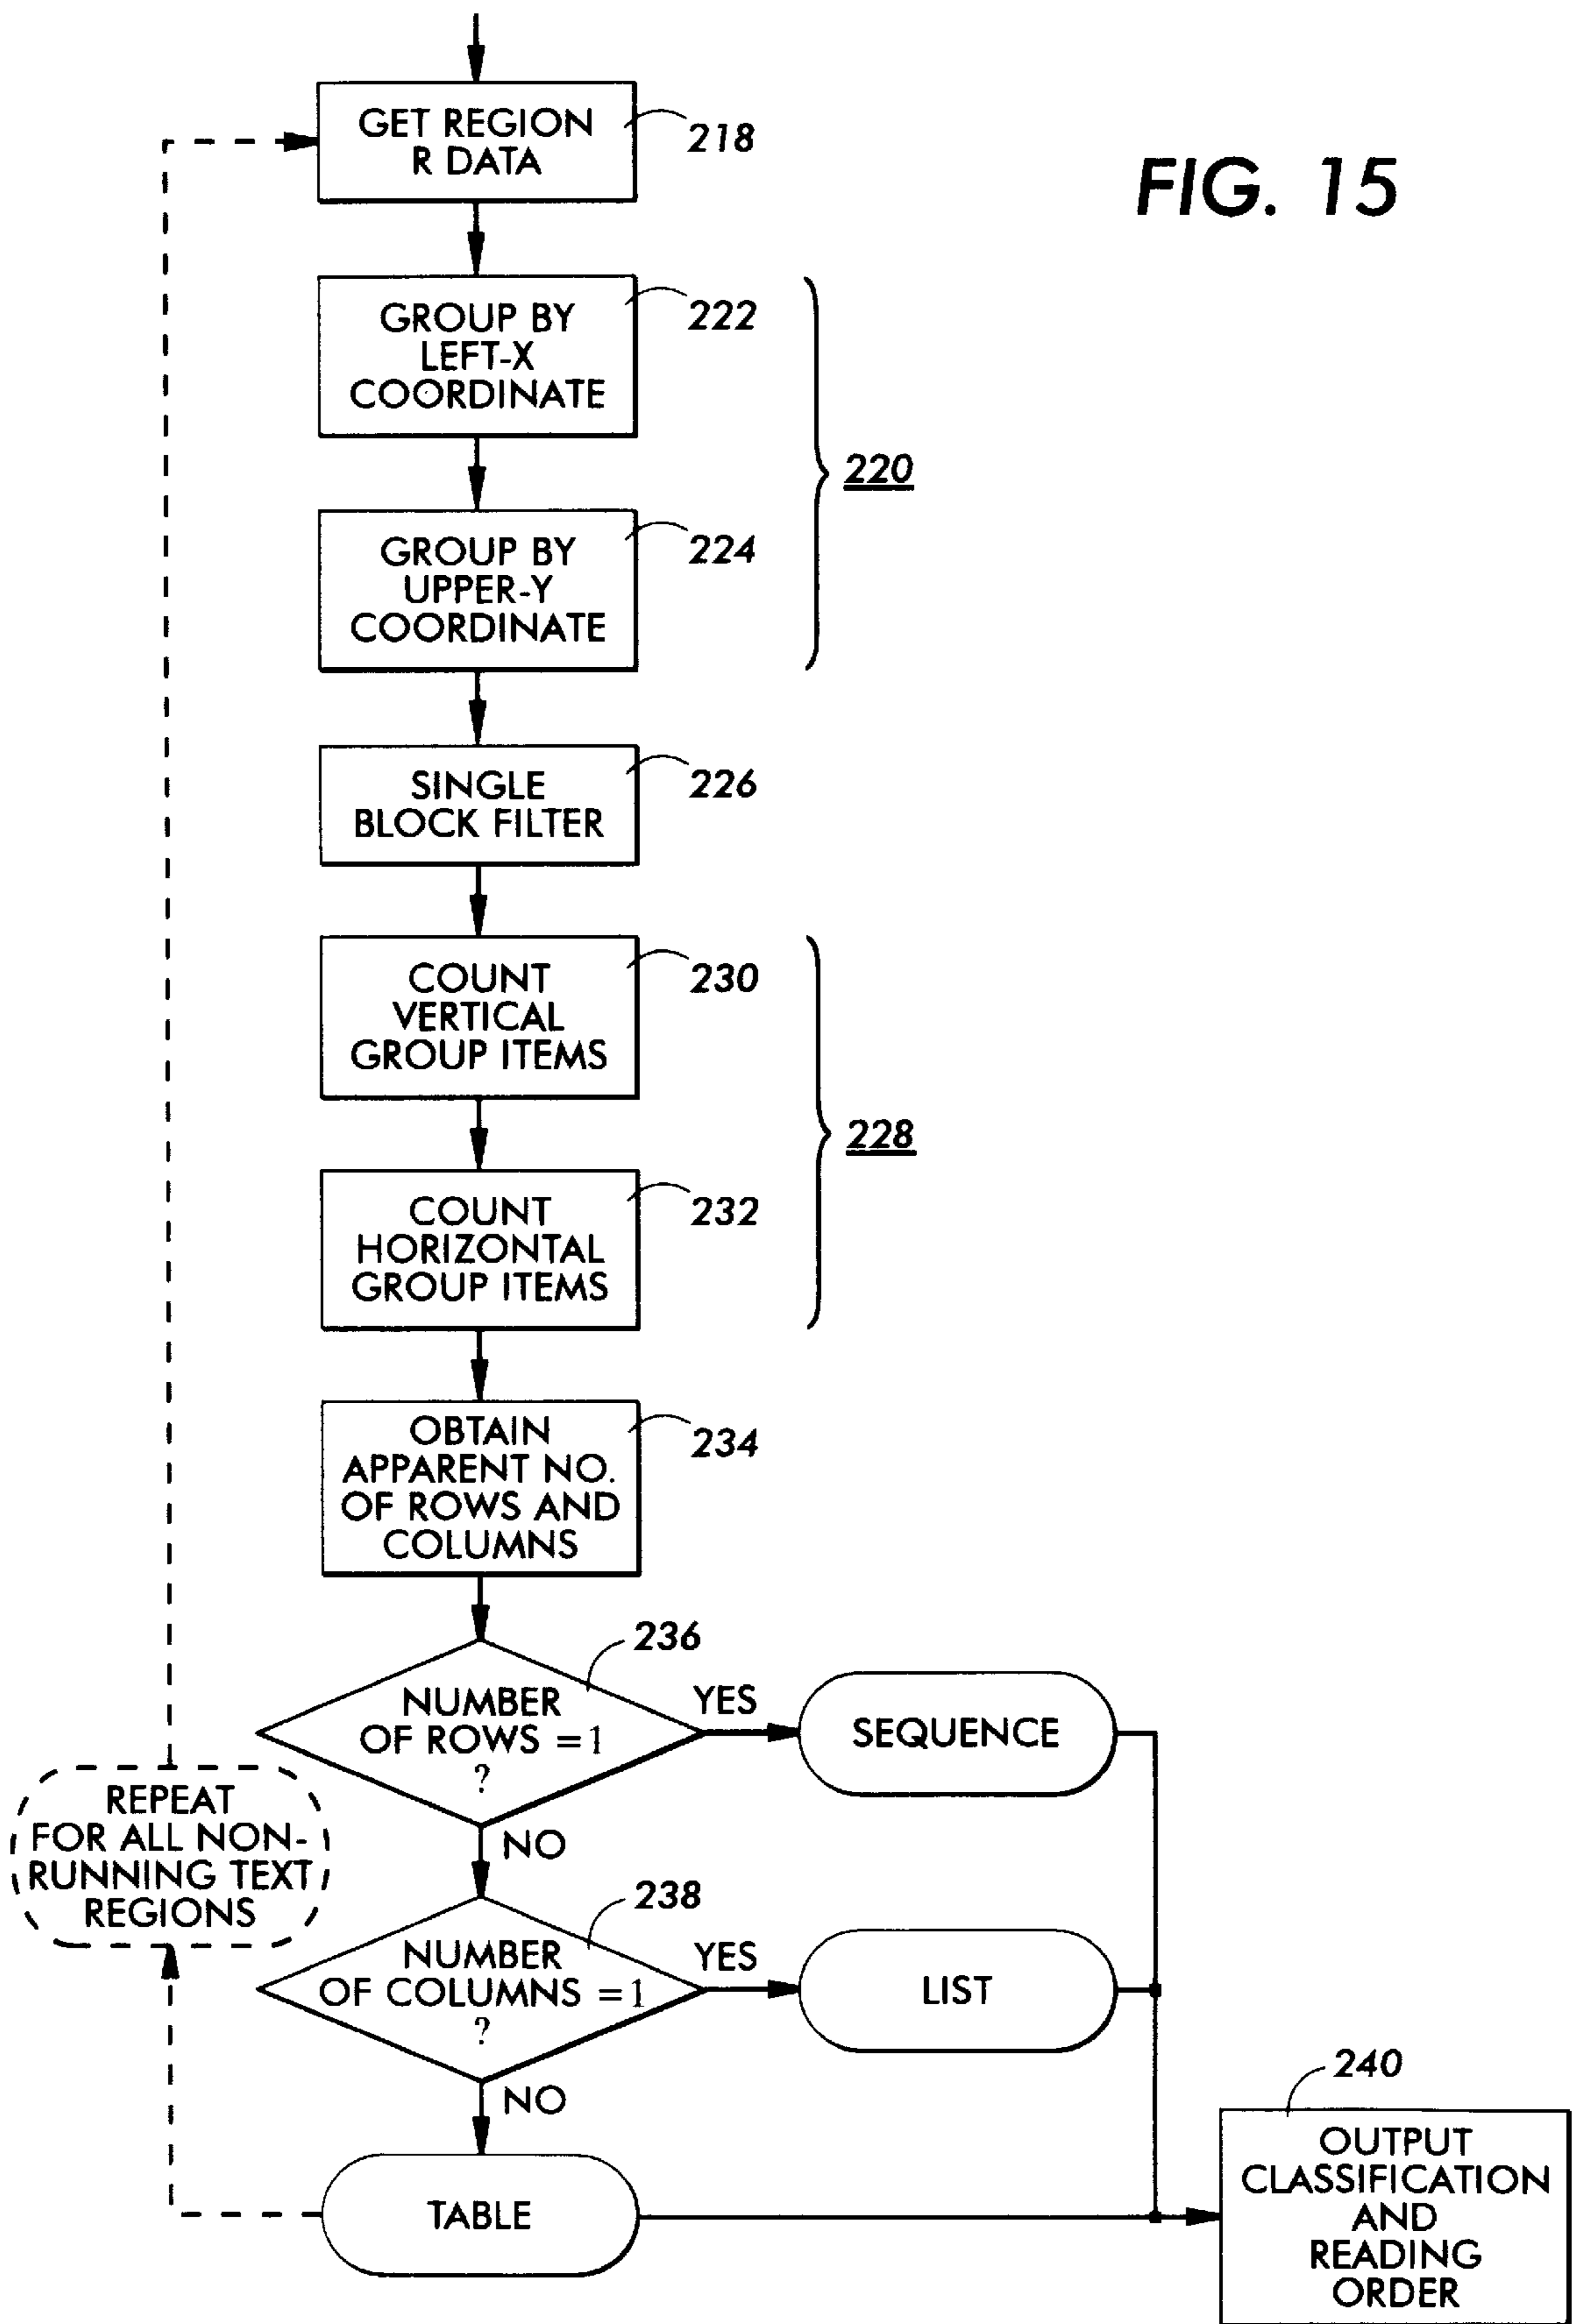 GET REGION
R DATA
218
FIG. 15
GROUP BY
LEFT-X
COORDINATE
222
220
GROUP BY
UPPER-Y
COORDINATE
224
SINGLE
BLOCK FILTER
226
COUNT
VERTICAL
GROUP ITEMS
230
228
COUNT
HORIZONTAL
GROUP ITEMS
232
OBTAIN
APPARENT NO.
OF ROWS AND
COLUMNS
234
236
NUMBER
OF ROWS = 1
?
YES
SEQUENCE
NO
REPEAT
FOR ALL NON-
RUNNING TEXT
REGIONS
238
NUMBER
OF COLUMNS = 1
?
YES
LIST
NO
TABLE
240
OUTPUT
CLASSIFICATION
AND
READING
ORDER